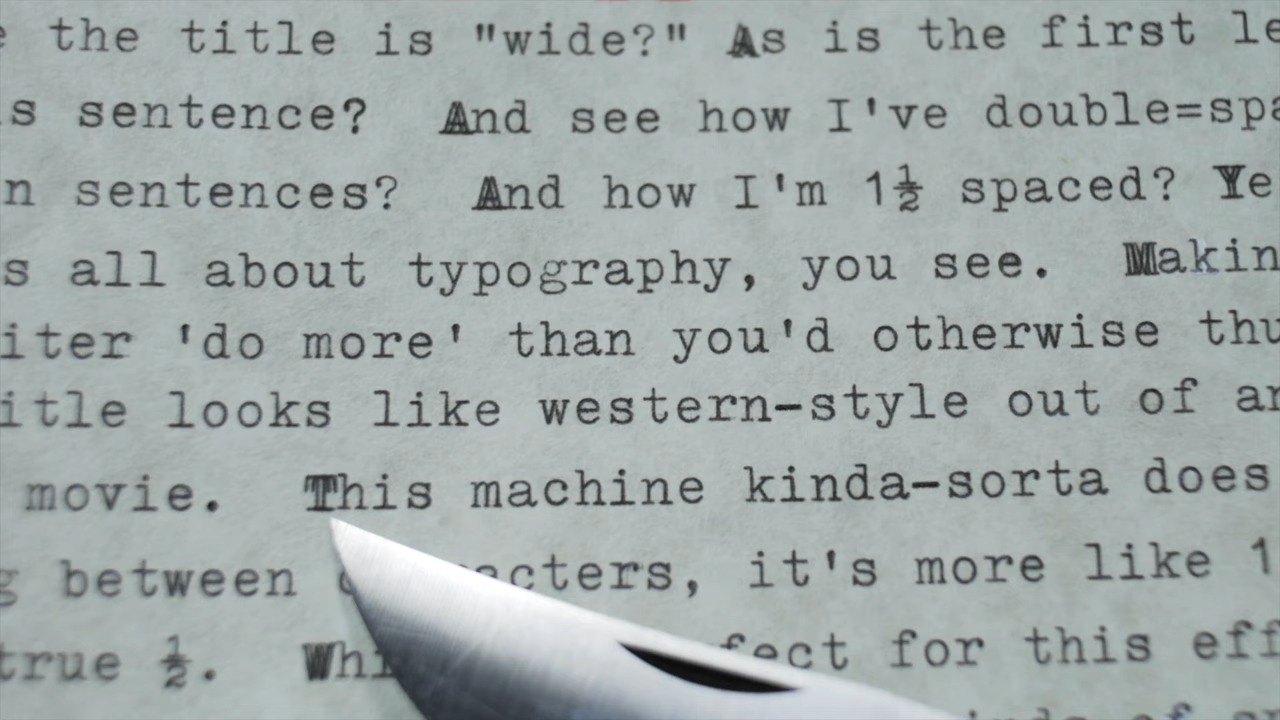 e the title is "wide?" As is the first le
s sentence?  And see how I've double=spa
n sentences?  And how I'm 1½ spaced? Ye
s all about typography, you see.  Makin
iter 'do more' than you'd otherwise thu
itle looks like western-style out of an
movie.  This machine kinda-sorta does
g between acters, it's more like 1
true ½.  Whi fect for this eff